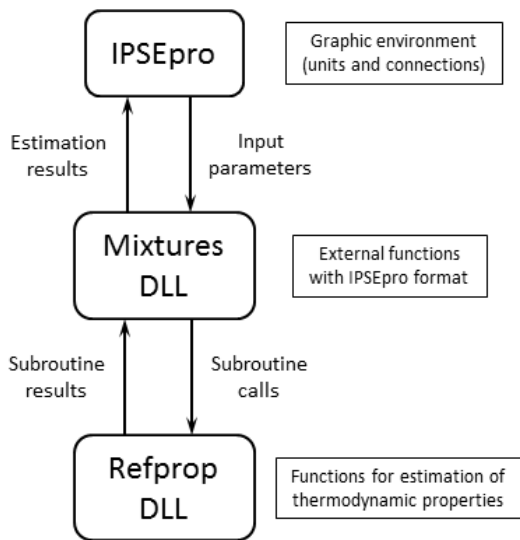 IPSEpro
Graphic environment
(units and connections)
Estimation
results
Input
parameters
Mixtures
DLL
External functions
with IPSEpro format
Subroutine
results
Subroutine
calls
Refprop
DLL
Functions for estimation of
thermodynamic properties